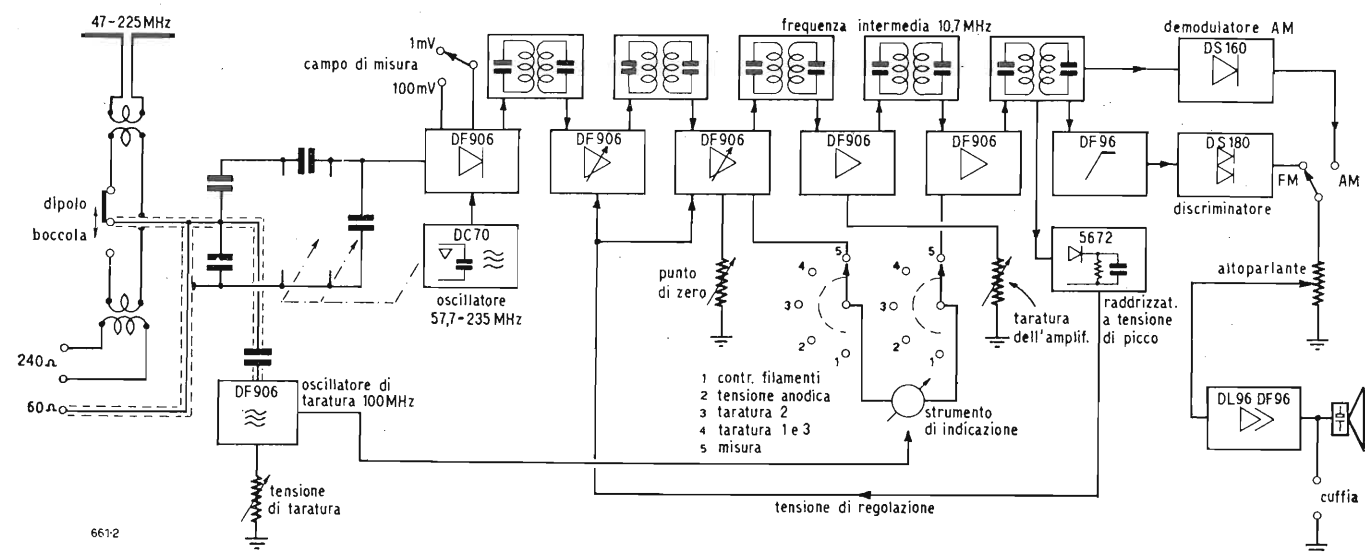 47-225MHz
frequenza intermedia 10,7MHz
demodulatore AM
DS160
1mV
campo di misura
100mV
DF906
DF906
DF906
DF906
DF906
DF96
DS180
FM
AM
discriminatore
dipolo
boccola
DC70
oscillatore
57,7-235MHz
punto
di zero
5
4
3
2
1
5
4
3
2
1
taratura
dell'amplif.
5672
raddrizzat.
a tensione
di picco
altoparlante
240Ω
60Ω
DF906
oscillatore di
taratura 100MHz
1 contr. filamenti
2 tensione anodica
3 taratura 2
4 taratura 1 e 3
5 misura
strumento
di indicazione
DL96 DF96
tensione
di taratura
tensione di regolazione
cuffia
661-2